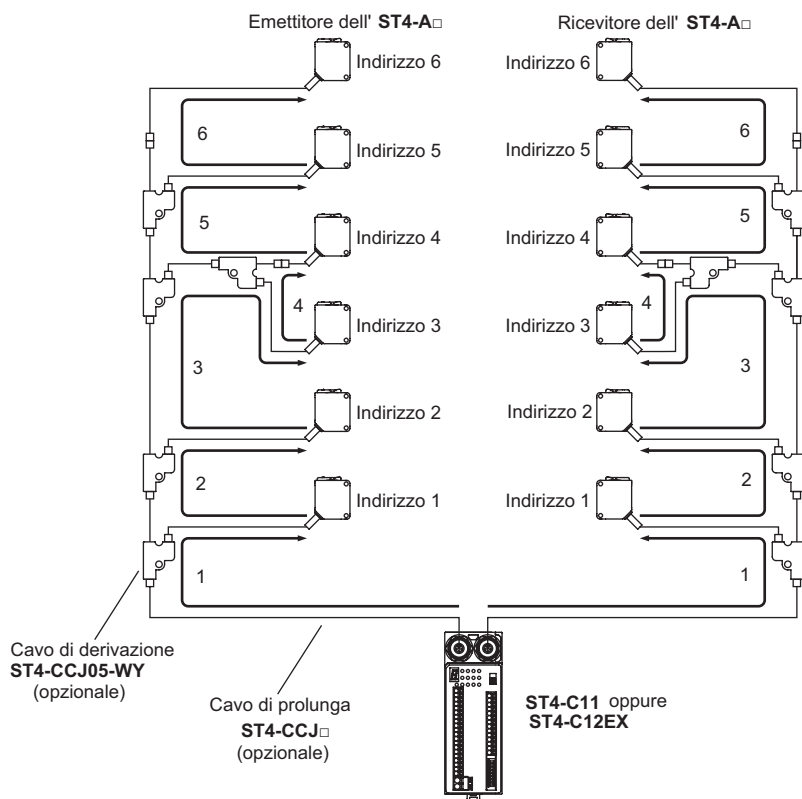 Emettitore dell' ST4-A□
Ricevitore dell' ST4-A□
Indirizzo 6
Indirizzo 6
6
6
Indirizzo 5
Indirizzo 5
5
5
Indirizzo 4
Indirizzo 4
4
4
Indirizzo 3
Indirizzo 3
3
3
Indirizzo 2
Indirizzo 2
2
2
Indirizzo 1
Indirizzo 1
1
1
Cavo di derivazione
ST4-CCJ05-WY
(opzionale)
Cavo di prolunga
ST4-CCJ□
(opzionale)
ST4-C11 oppure
ST4-C12EX